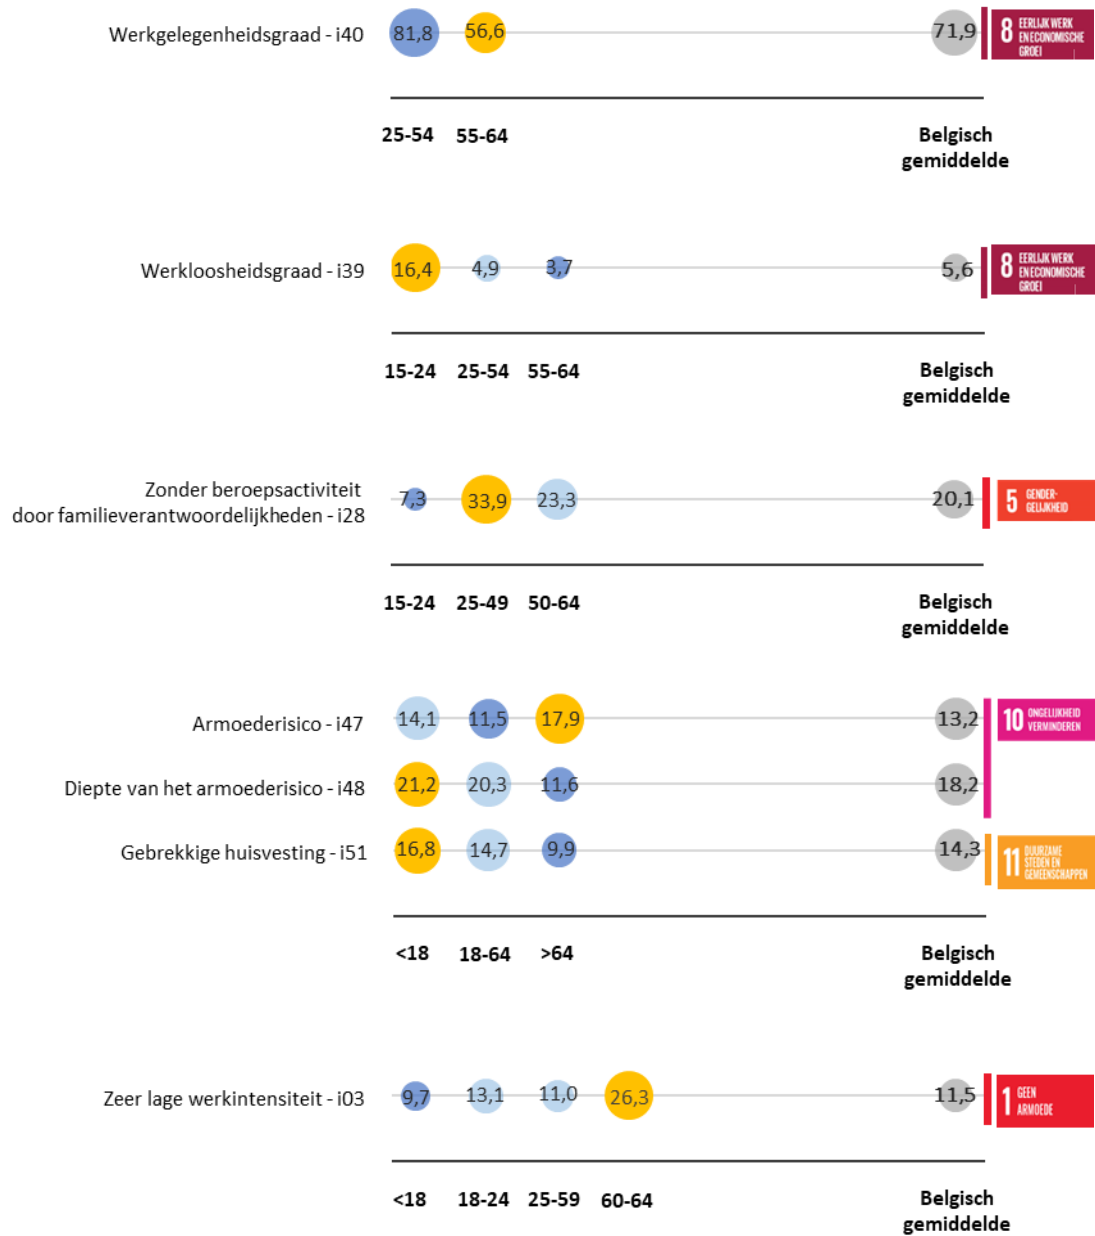 Werkgelegenheidsgraad - i40
81,8 56,6 71,9
8 EERLIJK WERK
EN ECONOMISCHE
GROEI
25-54 55-64 Belgisch
gemiddelde
Werkloosheidsgraad - i39
16,4 4,9 3,7 5,6
8 EERLIJK WERK
EN ECONOMISCHE
GROEI
15-24 25-54 55-64 Belgisch
gemiddelde
Zonder beroepsactiviteit
door familieverantwoordelijkheden - i28
7,3 33,9 23,3 20,1
5 GENDER-
GELIJKHEID
15-24 25-49 50-64 Belgisch
gemiddelde
Armoederisico - i47 14,1 11,5 17,9 13,2
10 ONGELIJKHEID
VERMINDEREN
Diepte van het armoederisico - i48 21,2 20,3 11,6 18,2
Gebrekkige huisvesting - i51 16,8 14,7 9,9 14,3
11 DUURZAME
STEDEN EN
GEMEENSCHAPPEN
<18 18-64 >64 Belgisch
gemiddelde
Zeer lage werkintensiteit - i03 9,7 13,1 11,0 26,3 11,5
1 GEEN
ARMOEDE
<18 18-24 25-59 60-64 Belgisch
gemiddelde